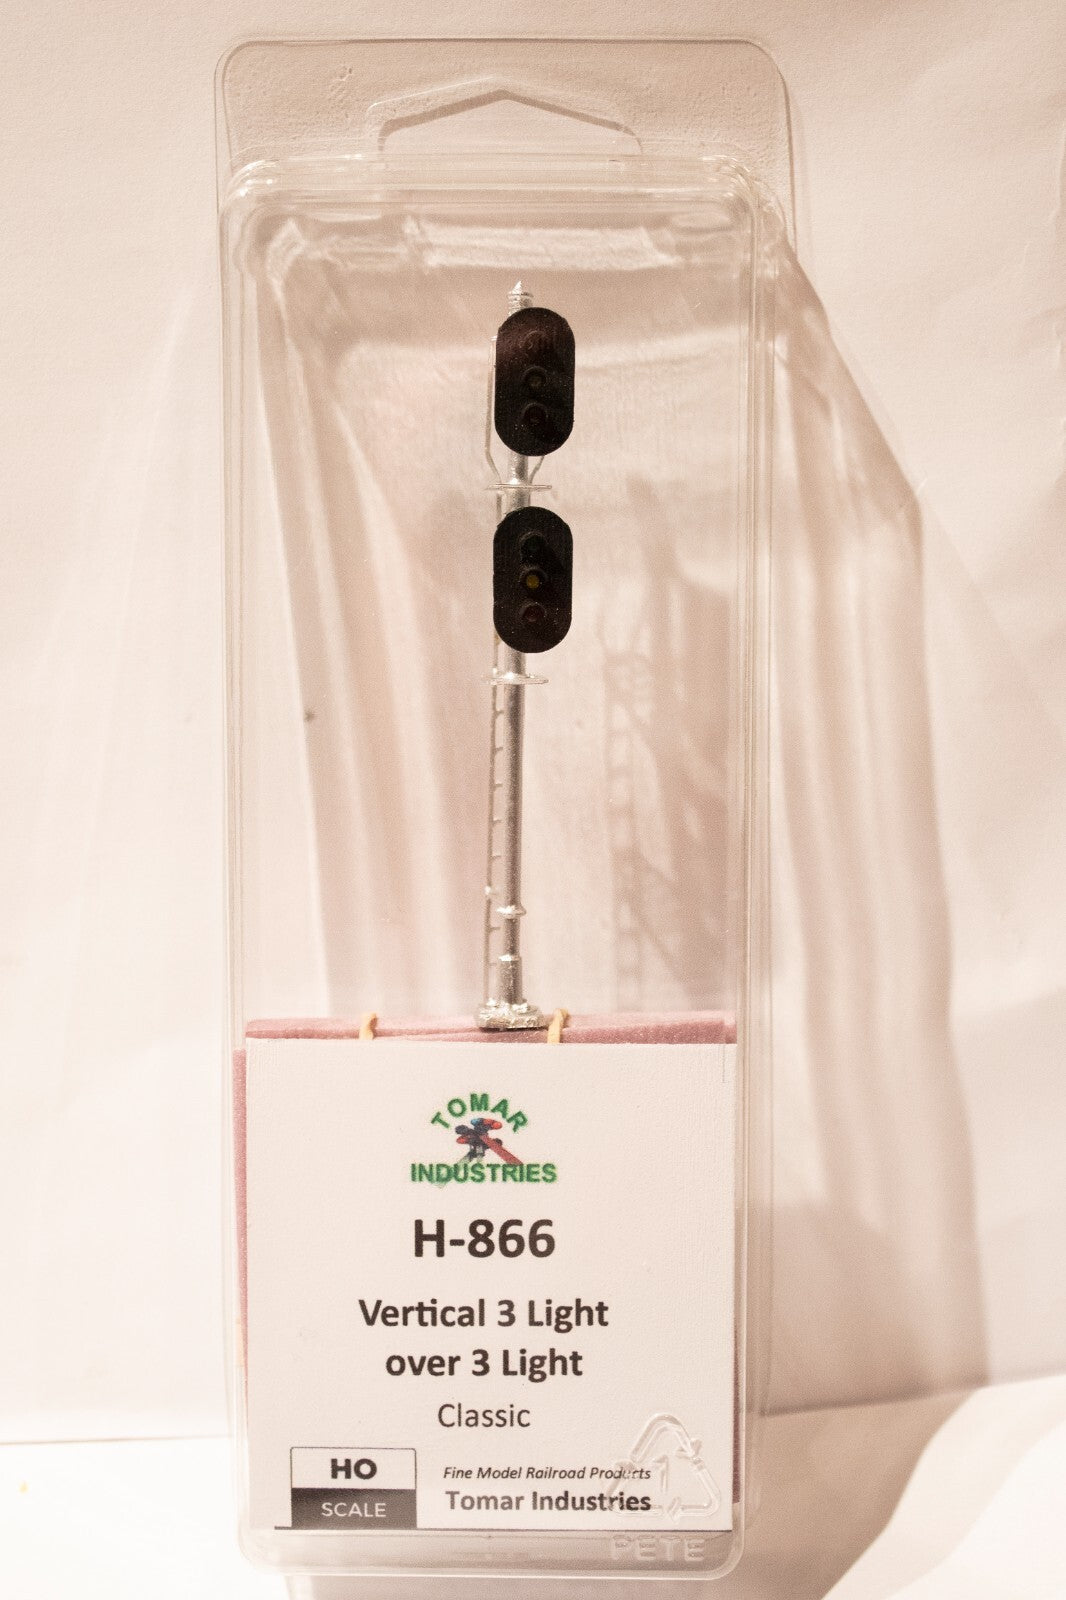 TOMAR
INDUSTRIES
H-866
Vertical 3 Light
over 3 Light
Classic
HO
SCALE
Fine Model Railroad Products
Tomar Industries
1
PETE